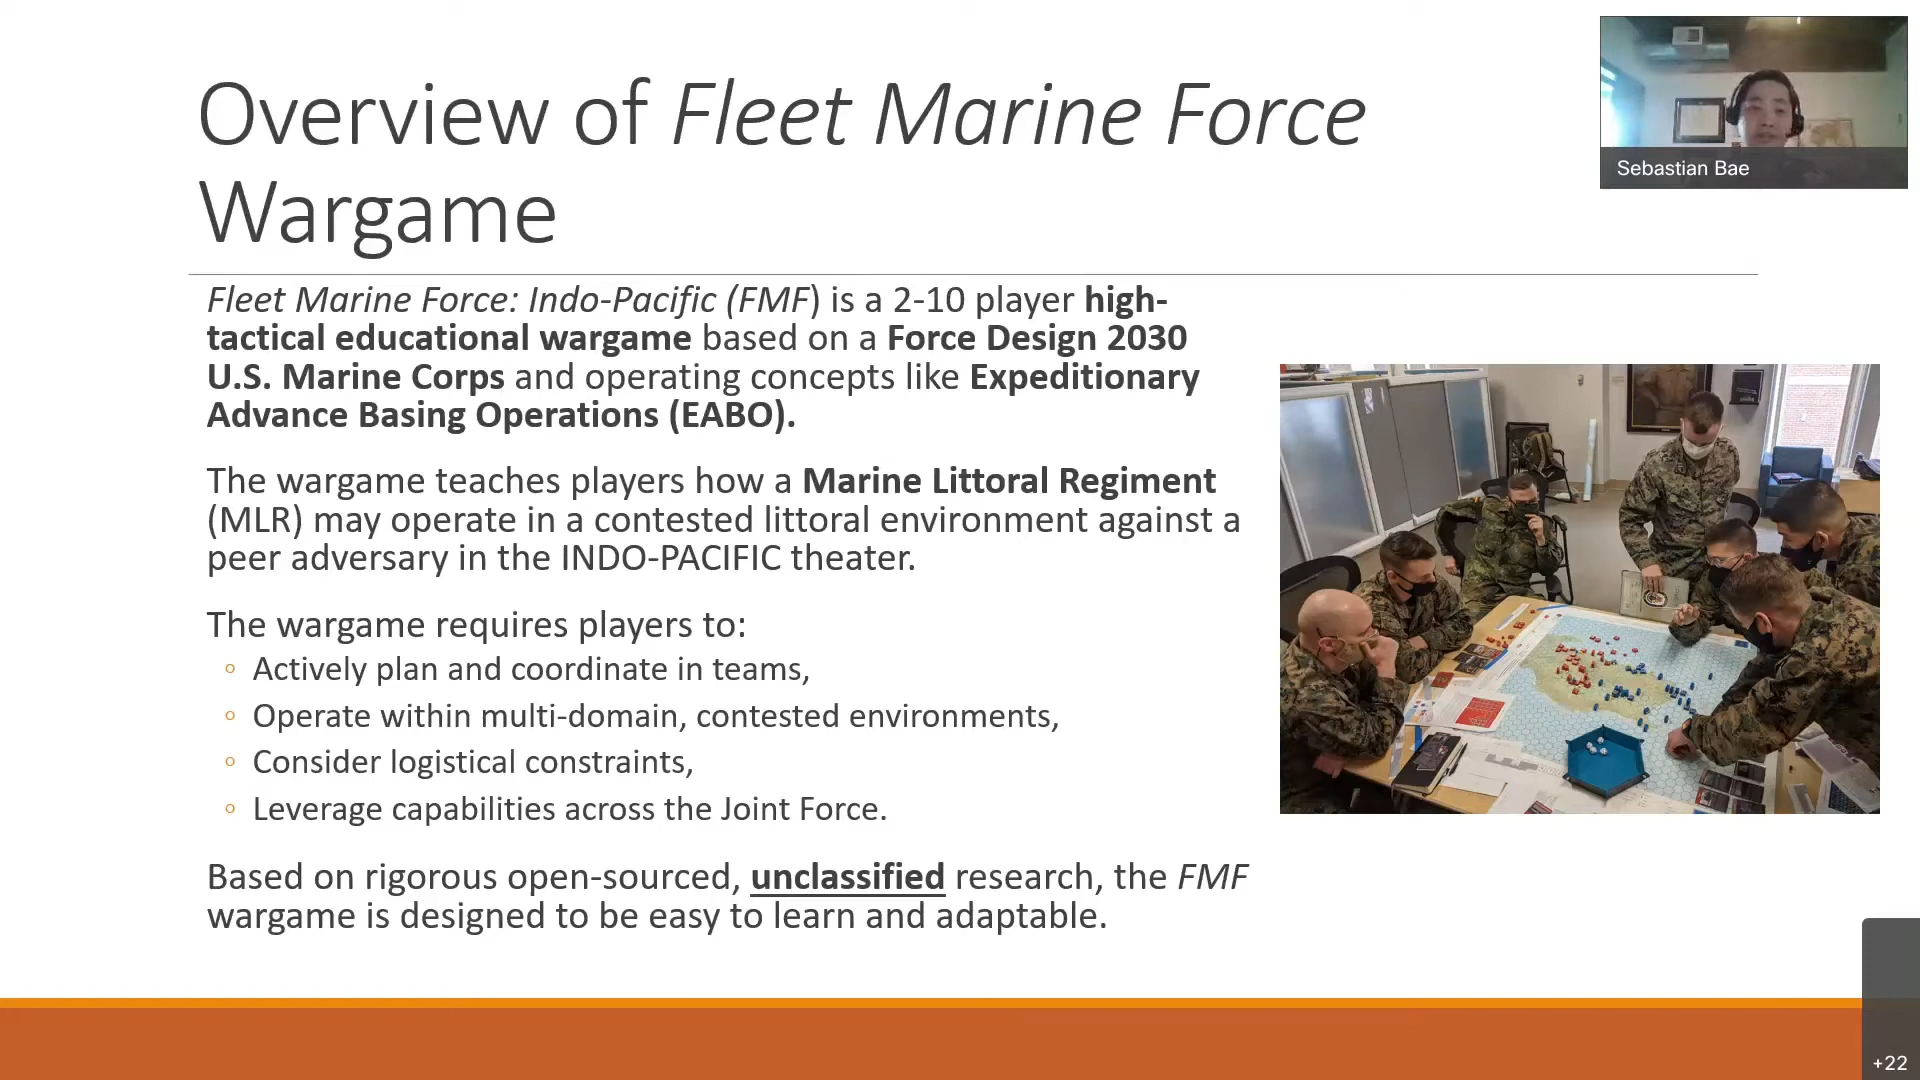 Overview of Fleet Marine Force
Wargame
Sebastian Bae
Fleet Marine Force: Indo-Pacific (FMF) is a 2-10 player high-
tactical educational wargame based on a Force Design 2030
U.S. Marine Corps and operating concepts like Expeditionary
Advance Basing Operations (EABO).
The wargame teaches players how a Marine Littoral Regiment
(MLR) may operate in a contested littoral environment against a
peer adversary in the INDO-PACIFIC theater.
The wargame requires players to:
◦ Actively plan and coordinate in teams,
◦ Operate within multi-domain, contested environments,
◦ Consider logistical constraints,
◦ Leverage capabilities across the Joint Force.
Based on rigorous open-sourced, unclassified research, the FMF
wargame is designed to be easy to learn and adaptable.
+22